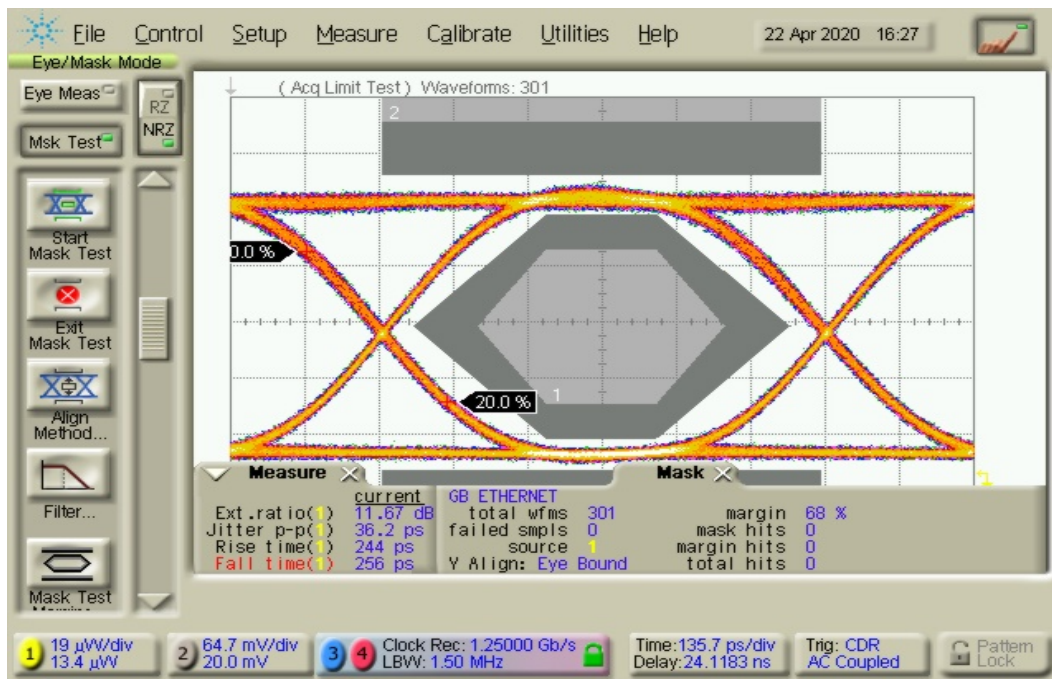 File Control Setup Measure Calibrate Utilities Help 22 Apr 2020 16:27
Eye/Mask Mode
Eye Meas
RZ
NRZ
Msk Test
Start
Mask Test
Exit
Mask Test
Align
Method...
Filter...
Mask Test
( Acq Limit Test ) Waveforms: 301
2
0.0 %
20.0 %
1
Measure
current
Ext.ratio(1) 11.67 dB
Jitter p-p(1) 36.2 ps
Rise time(1) 244 ps
Fall time(1) 256 ps
Mask
GB ETHERNET
total wfms 301 margin 68 %
failed smpls 0 mask hits 0
source 1 margin hits 0
Y Align: Eye Bound total hits 0
1 19 µW/div
13.4 µW
2 64.7 mV/div
20.0 mV
3 4 Clock Rec: 1.25000 Gb/s
LBW: 1.50 MHz
Time:135.7 ps/div
Delay:24.1183 ns
Trig: CDR
AC Coupled
Pattern
Lock